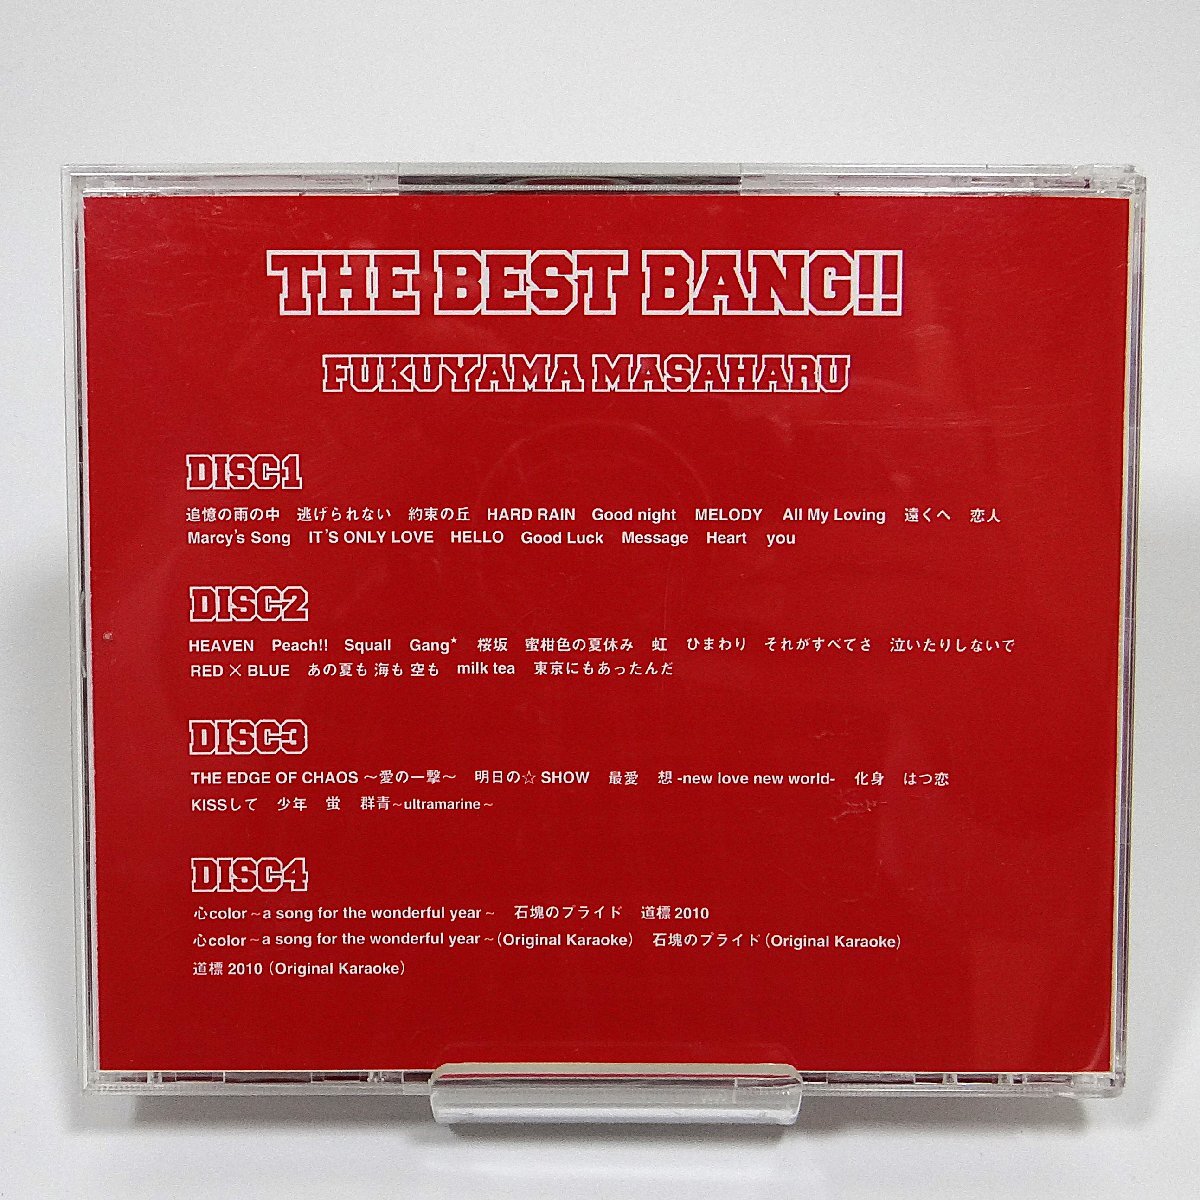 THE BEST BANG!!
FUKUYAMA MASAHARU
DISC1
追憶の雨の中 逃げられない 約束の丘 HARD RAIN Good night MELODY All My Loving 遠くへ 恋人
Marcy's Song IT'S ONLY LOVE HELLO Good Luck Message Heart you
DISC2
HEAVEN Peach!! Squall Gang★ 桜坂 蜜柑色の夏休み 虹 ひまわり それがすべてさ 泣いたりしないで
RED×BLUE あの夏も 海も 空も milk tea 東京にもあったんだ
DISC3
THE EDGE OF CHAOS〜愛の一撃〜 明日の☆SHOW 最愛 想-new love new world- 化身 はつ恋
KISSして 少年 蛍 群青~ultramarine~
DISC4
心color~a song for the wonderful year~ 石塊のプライド 道標 2010
心color~a song for the wonderful year~(Original Karaoke) 石塊のプライド(Original Karaoke)
道標 2010 (Original Karaoke)